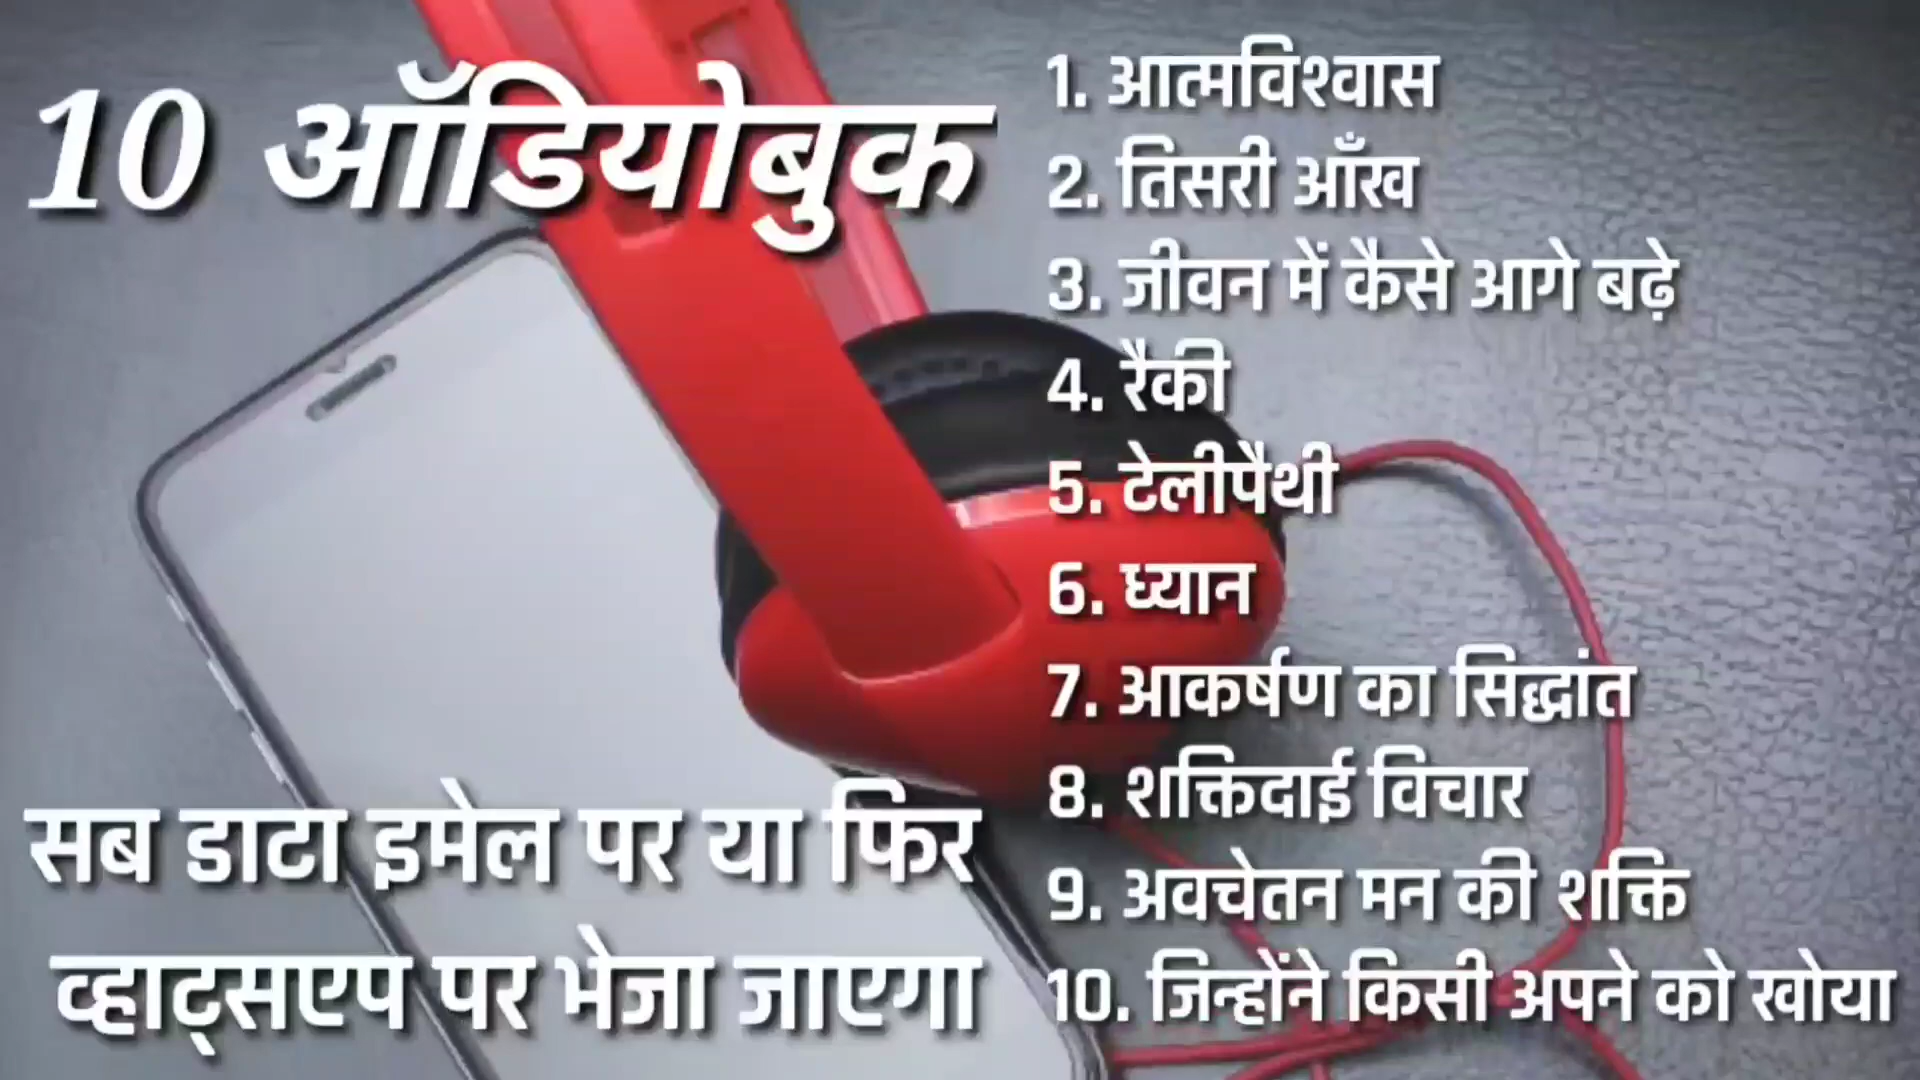 10 ऑडियोबुक
सब डाटा इमेल पर या फिर
व्हाट्सएप पर भेजा जाएगा
1. आत्मविश्वास
2. तिसरी आँख
3. जीवन में कैसे आगे बढ़े
4. रैकी
5. टेलीपैथी
6. ध्यान
7. आकर्षण का सिद्धांत
8. शक्तिदाई विचार
9. अवचेतन मन की शक्ति
10. जिन्होंने किसी अपने को खोया